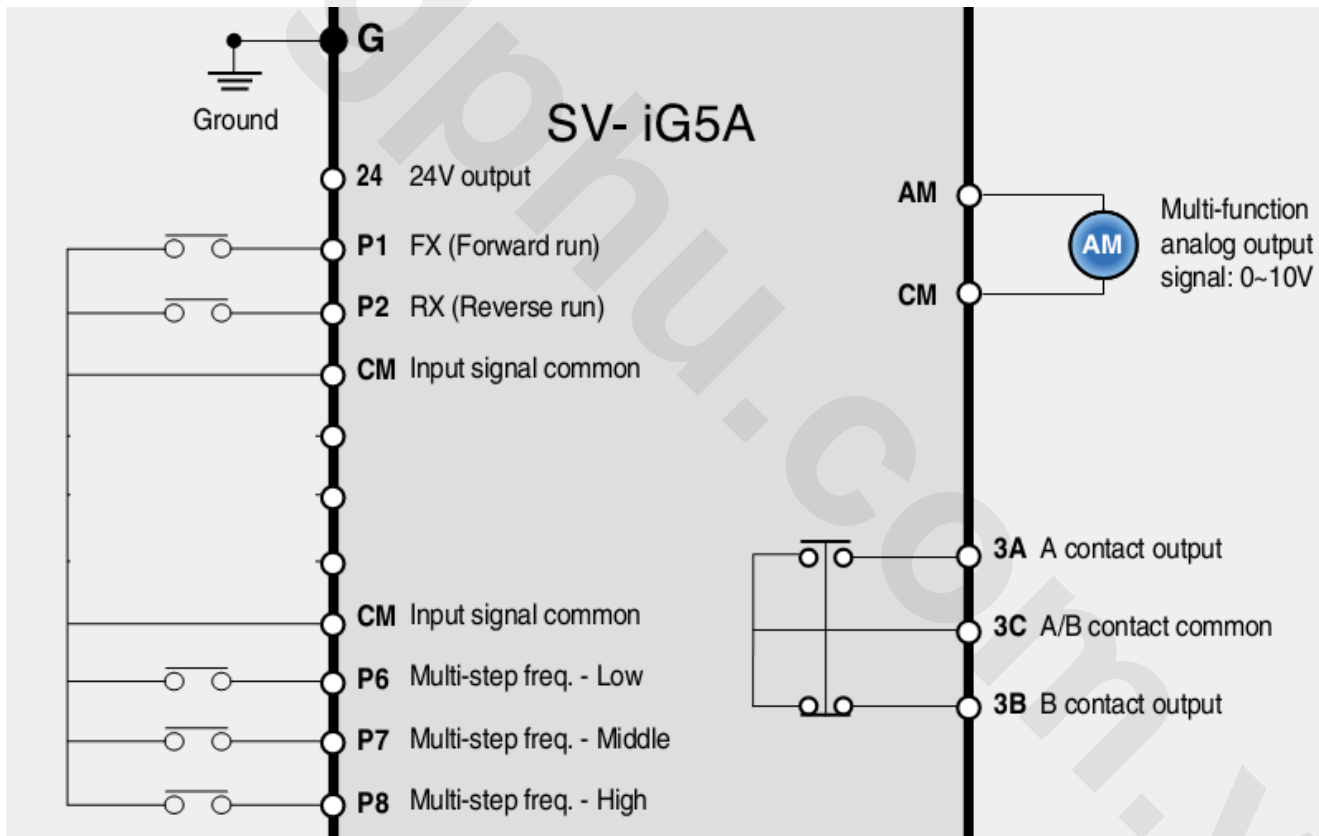 G
Ground
SV- iG5A
24 24V output
P1 FX (Forward run)
P2 RX (Reverse run)
CM Input signal common
CM Input signal common
P6 Multi-step freq. - Low
P7 Multi-step freq. - Middle
P8 Multi-step freq. - High
AM
CM
AM
Multi-function
analog output
signal: 0~10V
3A A contact output
3C A/B contact common
3B B contact output
gphu.com.v